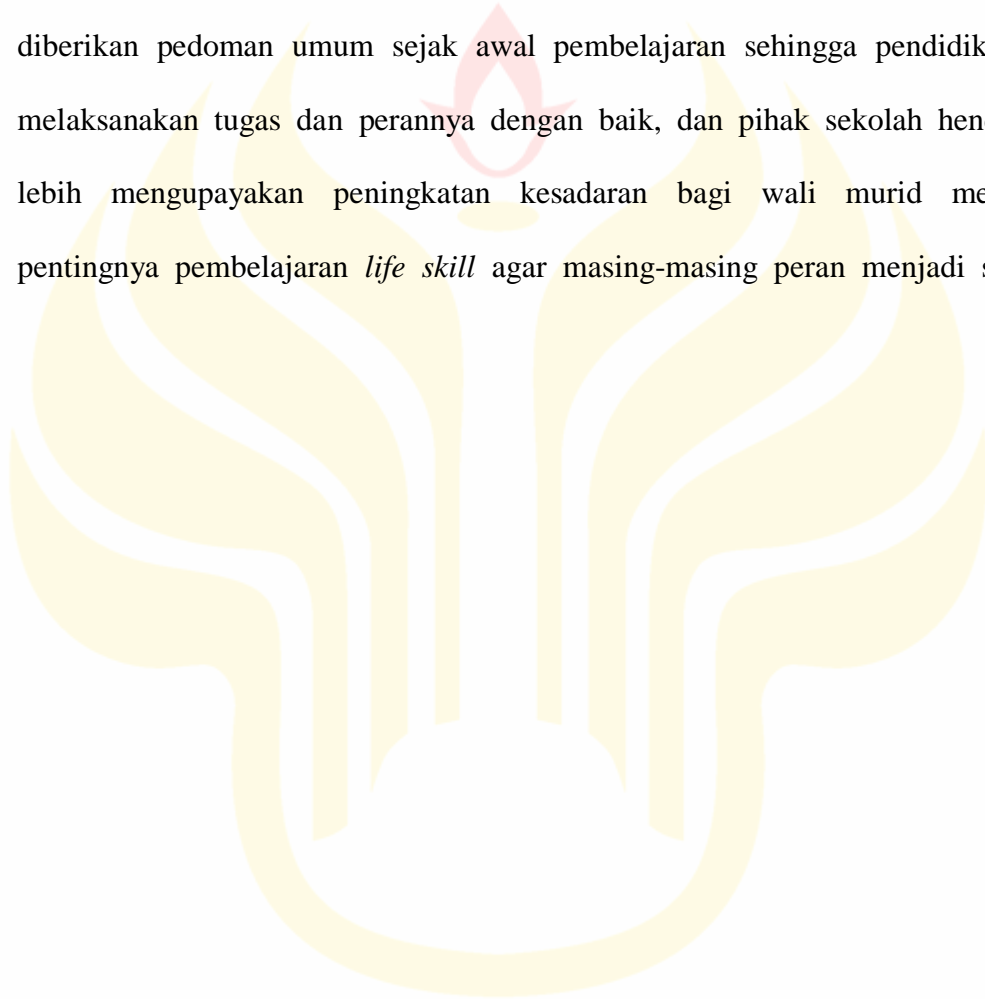 diberikan pedoman umum sejak awal pembelajaran sehingga pendidik
melaksanakan tugas dan perannya dengan baik, dan pihak sekolah
lebih mengupayakan peningkatan kesadaran bagi wali murid
pentingnya pembelajaran life skill agar masing-masing peran menjadi